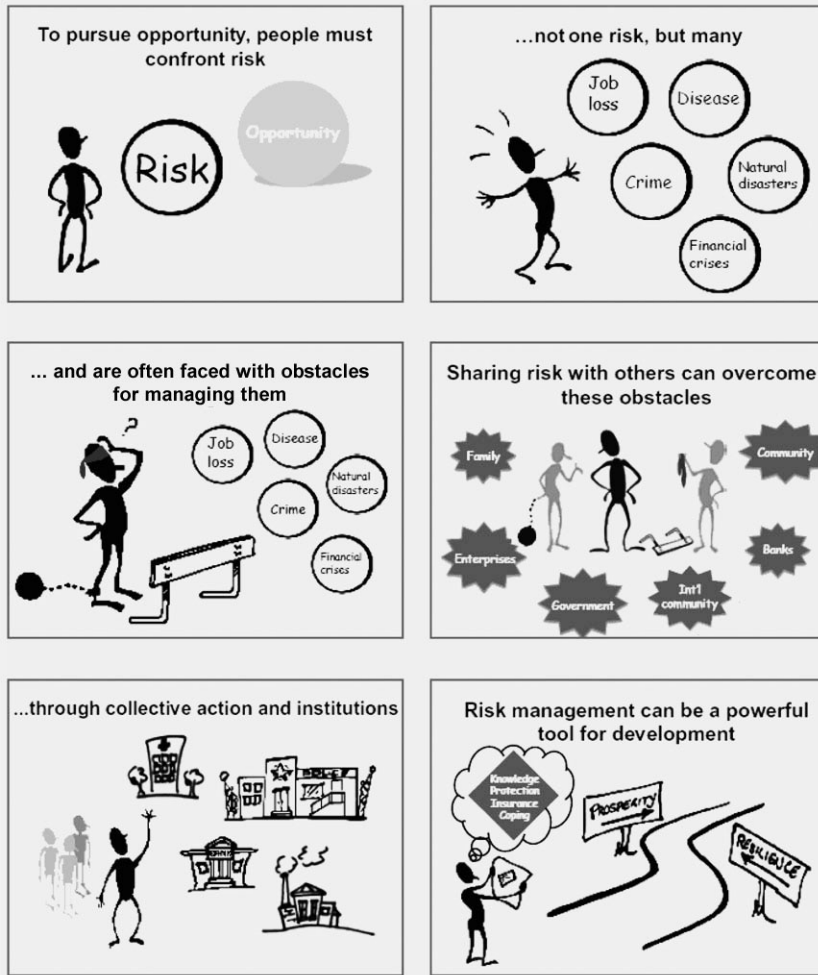 To pursue opportunity, people must
confront risk
Risk
Opportunity
...not one risk, but many
Job
loss
Disease
Crime
Natural
disasters
Financial
crises
... and are often faced with obstacles
for managing them
?
Job
loss
Disease
Natural
disasters
Crime
Financial
crises
Sharing risk with others can overcome
these obstacles
Family
Community
Enterprises
Banks
Government
Int'l
community
...through collective action and institutions
Risk management can be a powerful
tool for development
Knowledge
Protection
Insurance
Coping
PROSPERITY
RESILIENCE